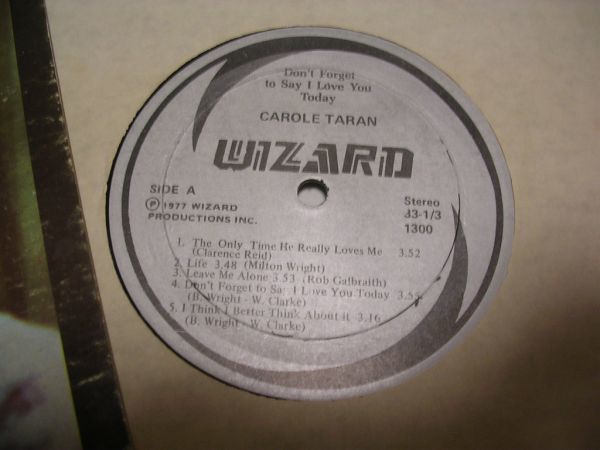 Don't Forget
to Say I Love You
Today
CAROLE TARAN
WIZARD
SIDE A
Ⓟ 1977 WIZARD
PRODUCTIONS INC.
Stereo
33-1/3
1300
1. The Only Time He Really Loves Me 3.52
(Clarence Reid)
2. Life 3.48 (Milton Wright)
3. Leave Me Alone 3.53 (Rob Galbraith)
4. Don't Forget to Say I Love You Today 3.55
(B. Wright - W. Clarke)
5. I Think I Better Think About it 3.16
(B. Wright - W. Clarke)